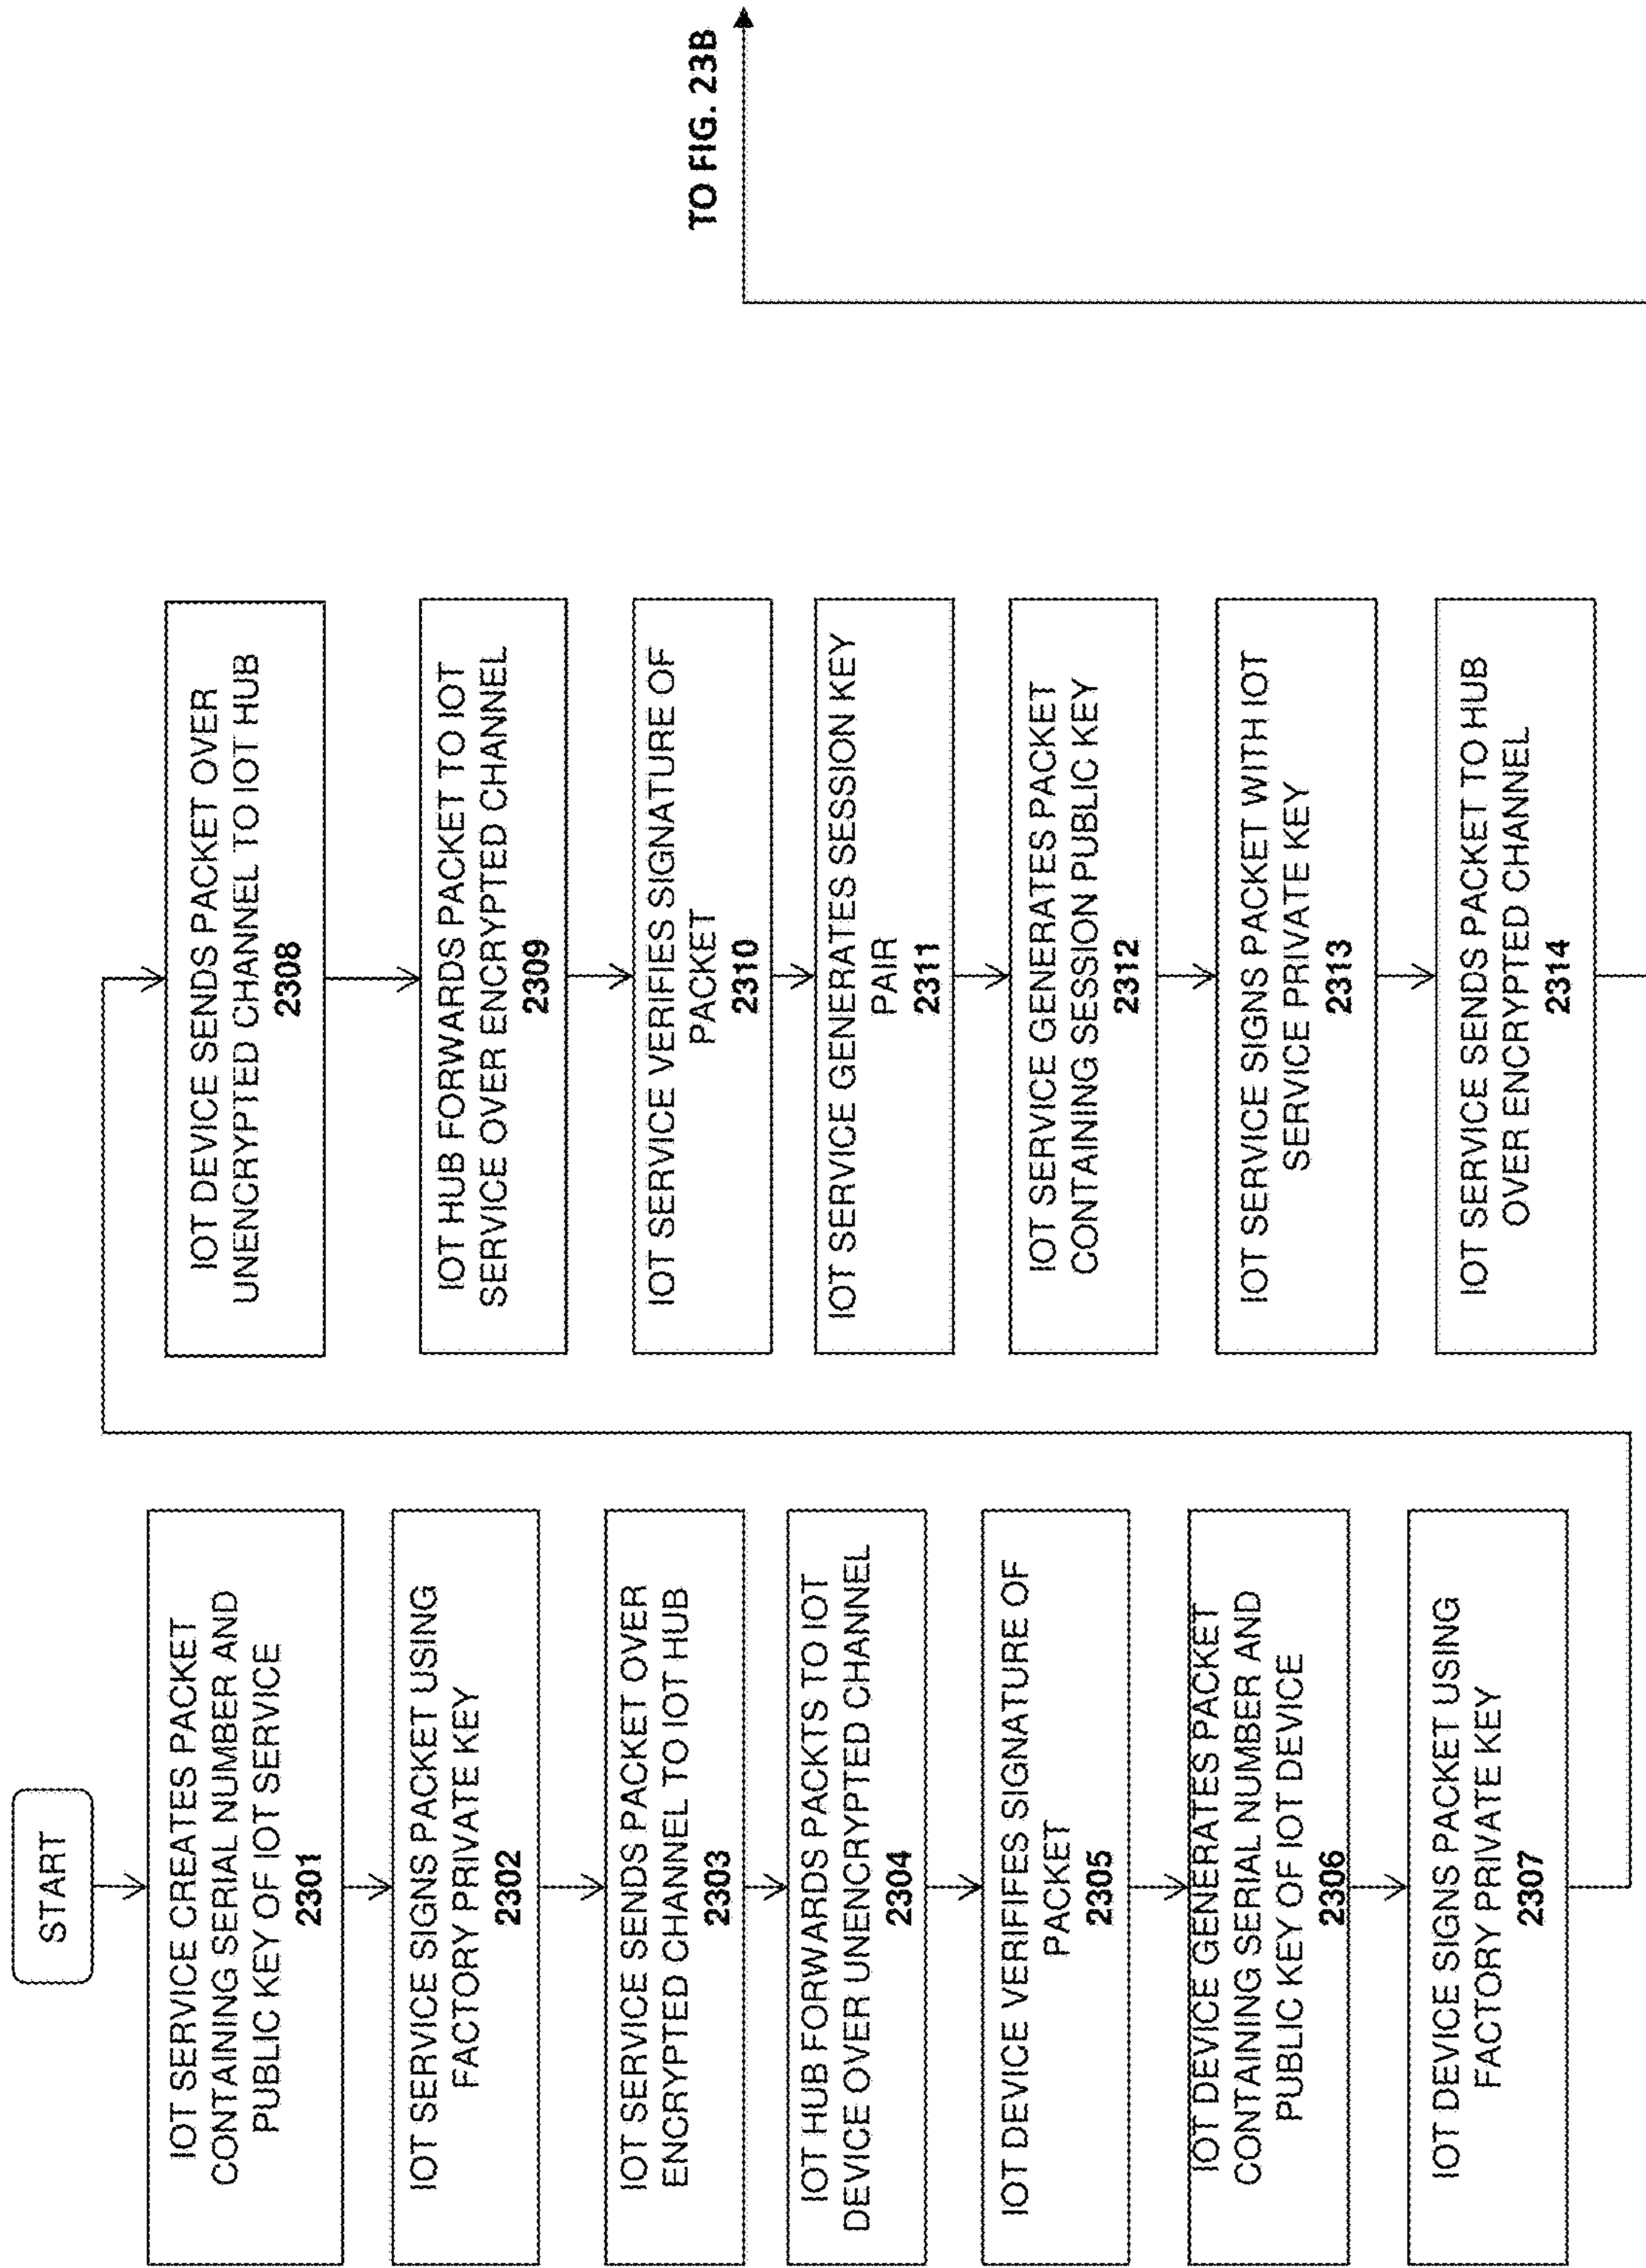 START
IOT SERVICE CREATES PACKET
CONTAINING SERIAL NUMBER AND
PUBLIC KEY OF IOT SERVICE
2301
IOT SERVICE SIGNS PACKET USING
FACTORY PRIVATE KEY
2302
IOT SERVICE SENDS PACKET OVER
ENCRYPTED CHANNEL TO IOT HUB
2303
IOT HUB FORWARDS PACKTS TO IOT
DEVICE OVER UNENCRYPTED CHANNEL
2304
IOT DEVICE VERIFIFES SIGNATURE OF
PACKET
2305
IOT DEVICE GENERATES PACKET
CONTAINING SERIAL NUMBER AND
PUBLIC KEY OF IOT DEVICE
2306
IOT DEVICE SIGNS PACKET USING
FACTORY PRIVATE KEY
2307
IOT DEVICE SENDS PACKET OVER
UNENCRYPTED CHANNEL TO IOT HUB
2308
IOT HUB FORWARDS PACKET TO IOT
SERVICE OVER ENCRYPTED CHANNEL
2309
IOT SERVICE VERIFIES SIGNATURE OF
PACKET
2310
IOT SERVICE GENERATES SESSION KEY
PAIR
2311
IOT SERVICE GENERATES PACKET
CONTAINING SESSION PUBLIC KEY
2312
IOT SERVICE SIGNS PACKET WITH IOT
SERVICE PRIVATE KEY
2313
IOT SERVICE SENDS PACKET TO HUB
OVER ENCRYPTED CHANNEL
2314
TO FIG. 23B